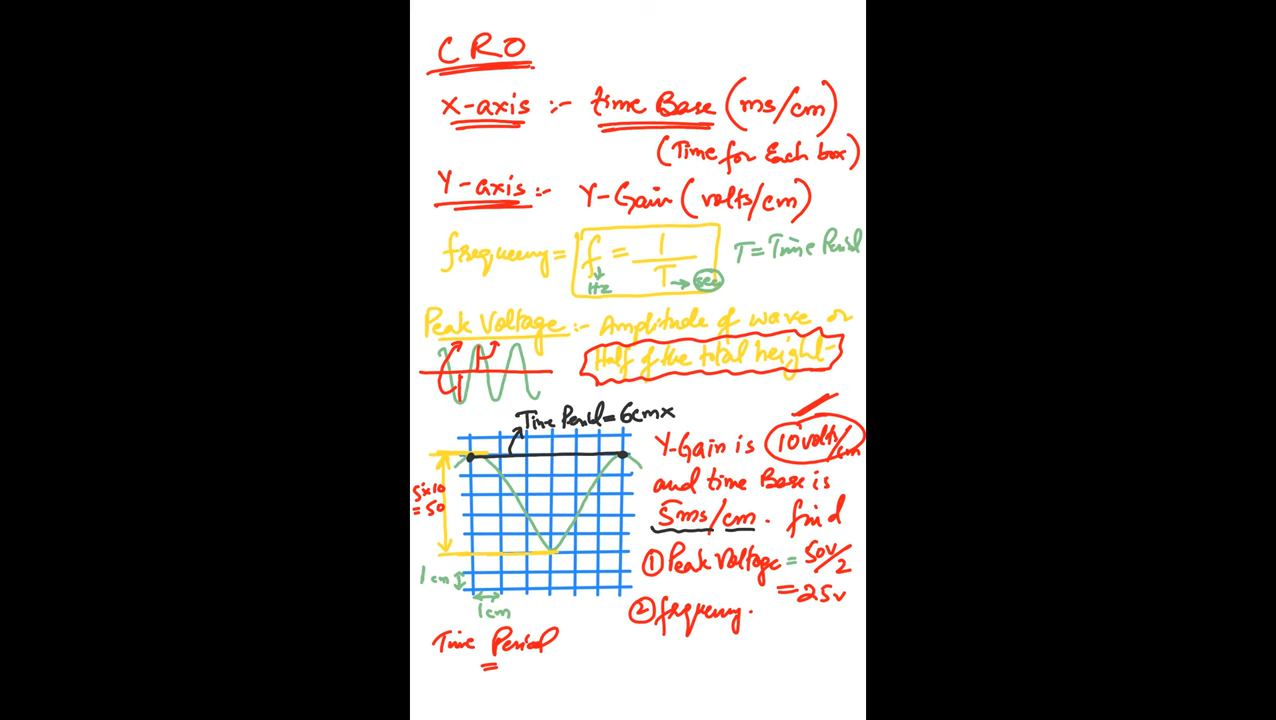 CRO
X-axis :- time Base (ms/cm)
(Time for Each box)
Y-axis :- Y-Gain (volts/cm)
frequency = f = 1/T T = Time Period
Hz → sec
Peak Voltage :- Amplitude of wave or
Half of the total height
Time Period = 6cm x
Y-Gain is 10 volts/cm
and time Base is
5ms/cm. find
① Peak Voltage = 50V/2
= 25V
② frequency.
5x10
= 50
1cm
1cm
Time Period